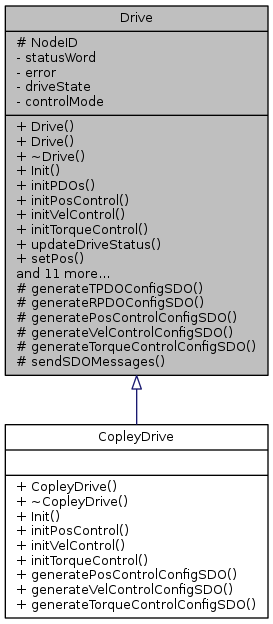 Drive
# NodeID
- statusWord
- error
- driveState
- controlMode
+ Drive()
+ Drive()
+ ~Drive()
+ Init()
+ initPDOs()
+ initPosControl()
+ initVelControl()
+ initTorqueControl()
+ updateDriveStatus()
+ setPos()
and 11 more...
# generateTPDOConfigSDO()
# generateRPDOConfigSDO()
# generatePosControlConfigSDO()
# generateVelControlConfigSDO()
# generateTorqueControlConfigSDO()
# sendSDOMessages()
CopleyDrive
+ CopleyDrive()
+ ~CopleyDrive()
+ Init()
+ initPosControl()
+ initVelControl()
+ initTorqueControl()
+ generatePosControlConfigSDO()
+ generateVelControlConfigSDO()
+ generateTorqueControlConfigSDO()